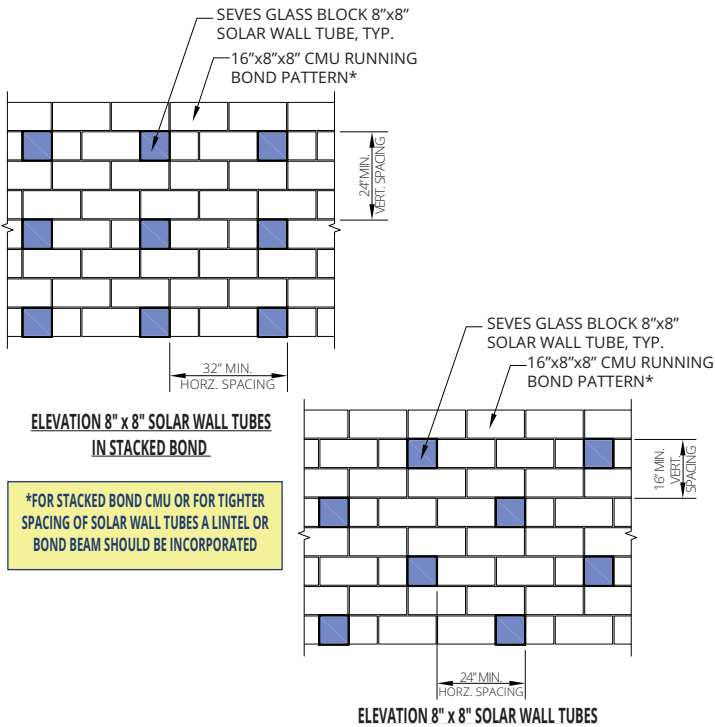 SEVES GLASS BLOCK 8”x8”
SOLAR WALL TUBE, TYP.
16”x8”x8” CMU RUNNING
BOND PATTERN*
24” MIN.
VERT. SPACING
32” MIN.
HORZ. SPACING
ELEVATION 8" x 8" SOLAR WALL TUBES
IN STACKED BOND
*FOR STACKED BOND CMU OR FOR TIGHTER
SPACING OF SOLAR WALL TUBES A LINTEL OR
BOND BEAM SHOULD BE INCORPORATED
SEVES GLASS BLOCK 8”x8”
SOLAR WALL TUBE, TYP.
16”x8”x8” CMU RUNNING
BOND PATTERN*
16” MIN.
VERT.
SPACING
24” MIN.
HORZ. SPACING
ELEVATION 8" x 8" SOLAR WALL TUBES